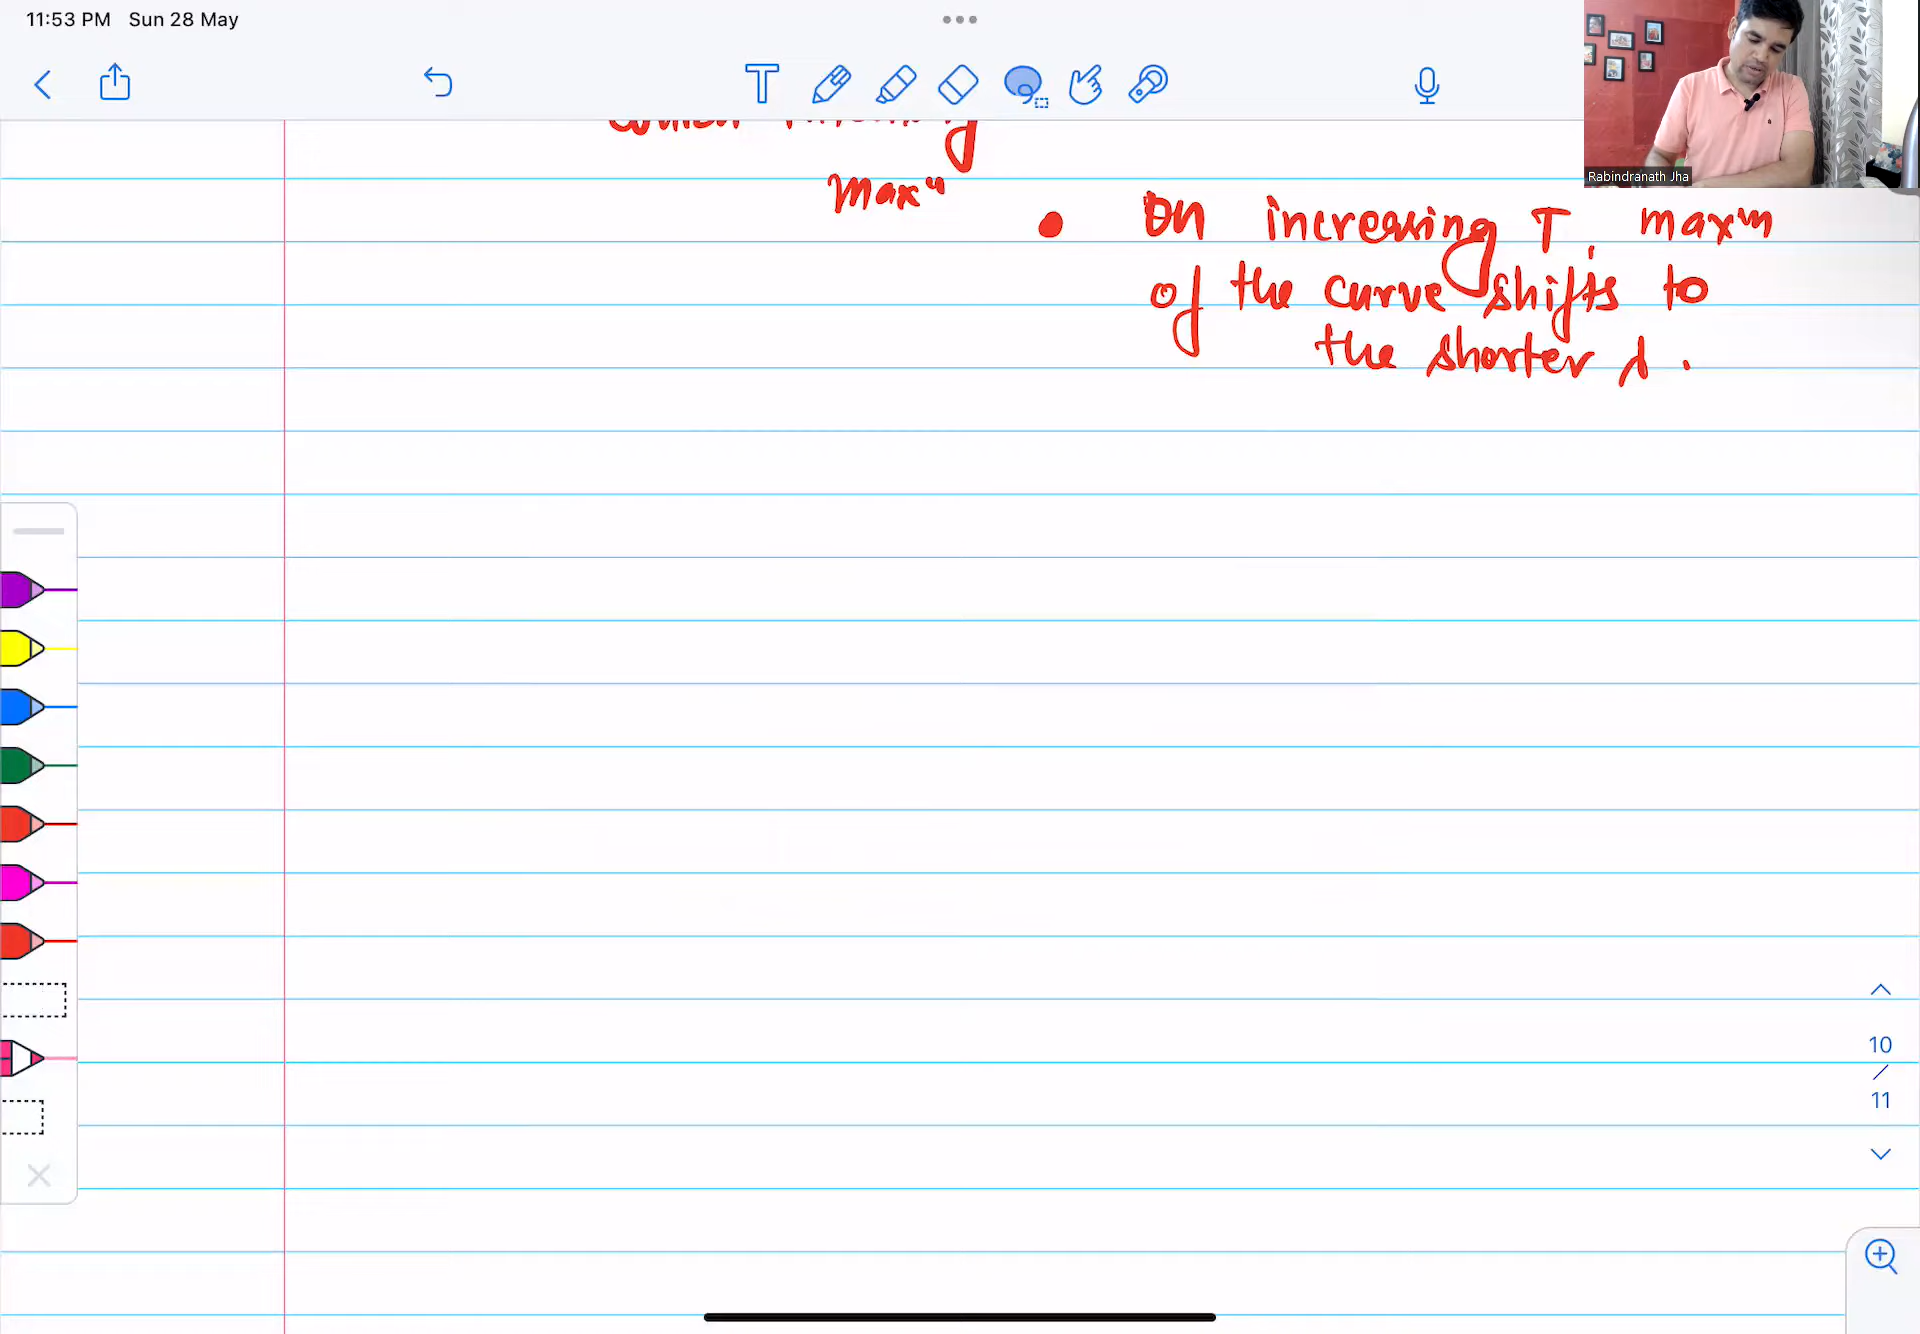 11:53 PM Sun 28 May
Rabindranath Jha
max^m
• On increasing T, max^m
of the curve shifts to
the shorter λ.
10
/
11